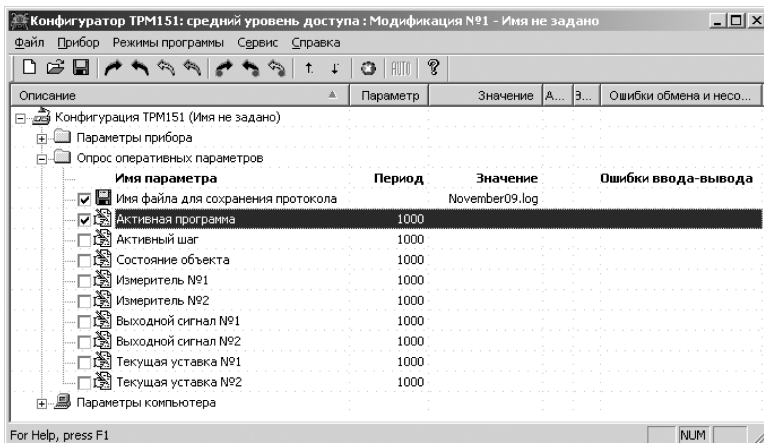 Конфигуратор ТРМ151: средний уровень доступа : Модификация №1 - Имя не задано
Файл Прибор Режимы программы Сервис Справка
AUTO
Описание Параметр Значение А... Э... Ошибки обмена и несо...
Конфигурация ТРМ151 (Имя не задано)
Параметры прибора
Опрос оперативных параметров
Имя параметра Период Значение Ошибки ввода-вывода
Имя файла для сохранения протокола November09.log
Активная программа 1000
Активный шаг 1000
Состояние объекта 1000
Измеритель №1 1000
Измеритель №2 1000
Выходной сигнал №1 1000
Выходной сигнал №2 1000
Текущая уставка №1 1000
Текущая уставка №2 1000
Параметры компьютера
For Help, press F1 NUM